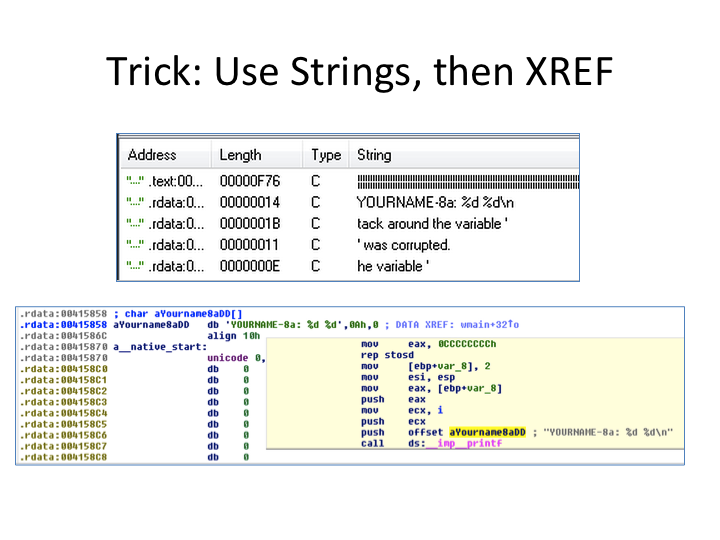 Trick: Use Strings, then XREF
Address Length Type String
"..." .text:00... 00000F76 C
"..." .rdata:0... 00000014 C YOURNAME-8a: %d %d\n
"..." .rdata:0... 0000001B C tack around the variable '
"..." .rdata:0... 00000011 C ' was corrupted.
"..." .rdata:0... 0000000E C he variable '
.rdata:00415858 ; char aYourname8aDD[]
.rdata:00415858 aYourname8aDD db 'YOURNAME-8a: %d %d',0Ah,0 ; DATA XREF: wmain+32↑o
.rdata:0041586C align 10h
.rdata:00415870 a__native_start:
.rdata:00415870 unicode 0,
.rdata:004158C0 db 0
.rdata:004158C1 db 0
.rdata:004158C2 db 0
.rdata:004158C3 db 0
.rdata:004158C4 db 0
.rdata:004158C5 db 0
.rdata:004158C6 db 0
.rdata:004158C7 db 0
.rdata:004158C8 db 0
mov eax, 0CCCCCCCCh
rep stosd
mov [ebp+var_8], 2
mov esi, esp
mov eax, [ebp+var_8]
push eax
mov ecx, i
push ecx
push offset aYourname8aDD ; "YOURNAME-8a: %d %d\n"
call ds:__imp__printf